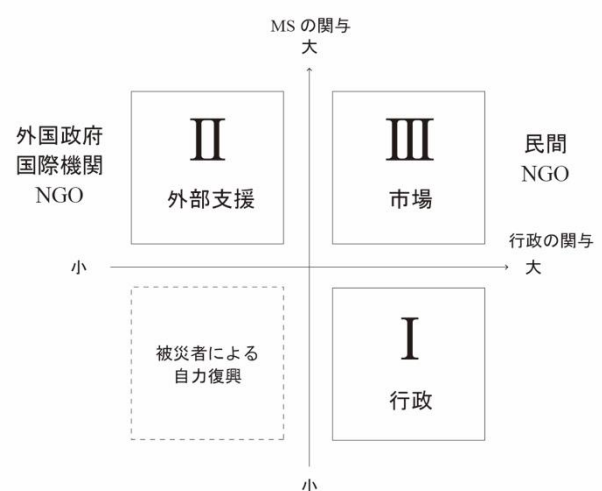 MSの関与
大
外国政府
国際機関
NGO
II
外部支援
III
市場
民間
NGO
行政の関与
小
大
被災者による
自力復興
I
行政
小